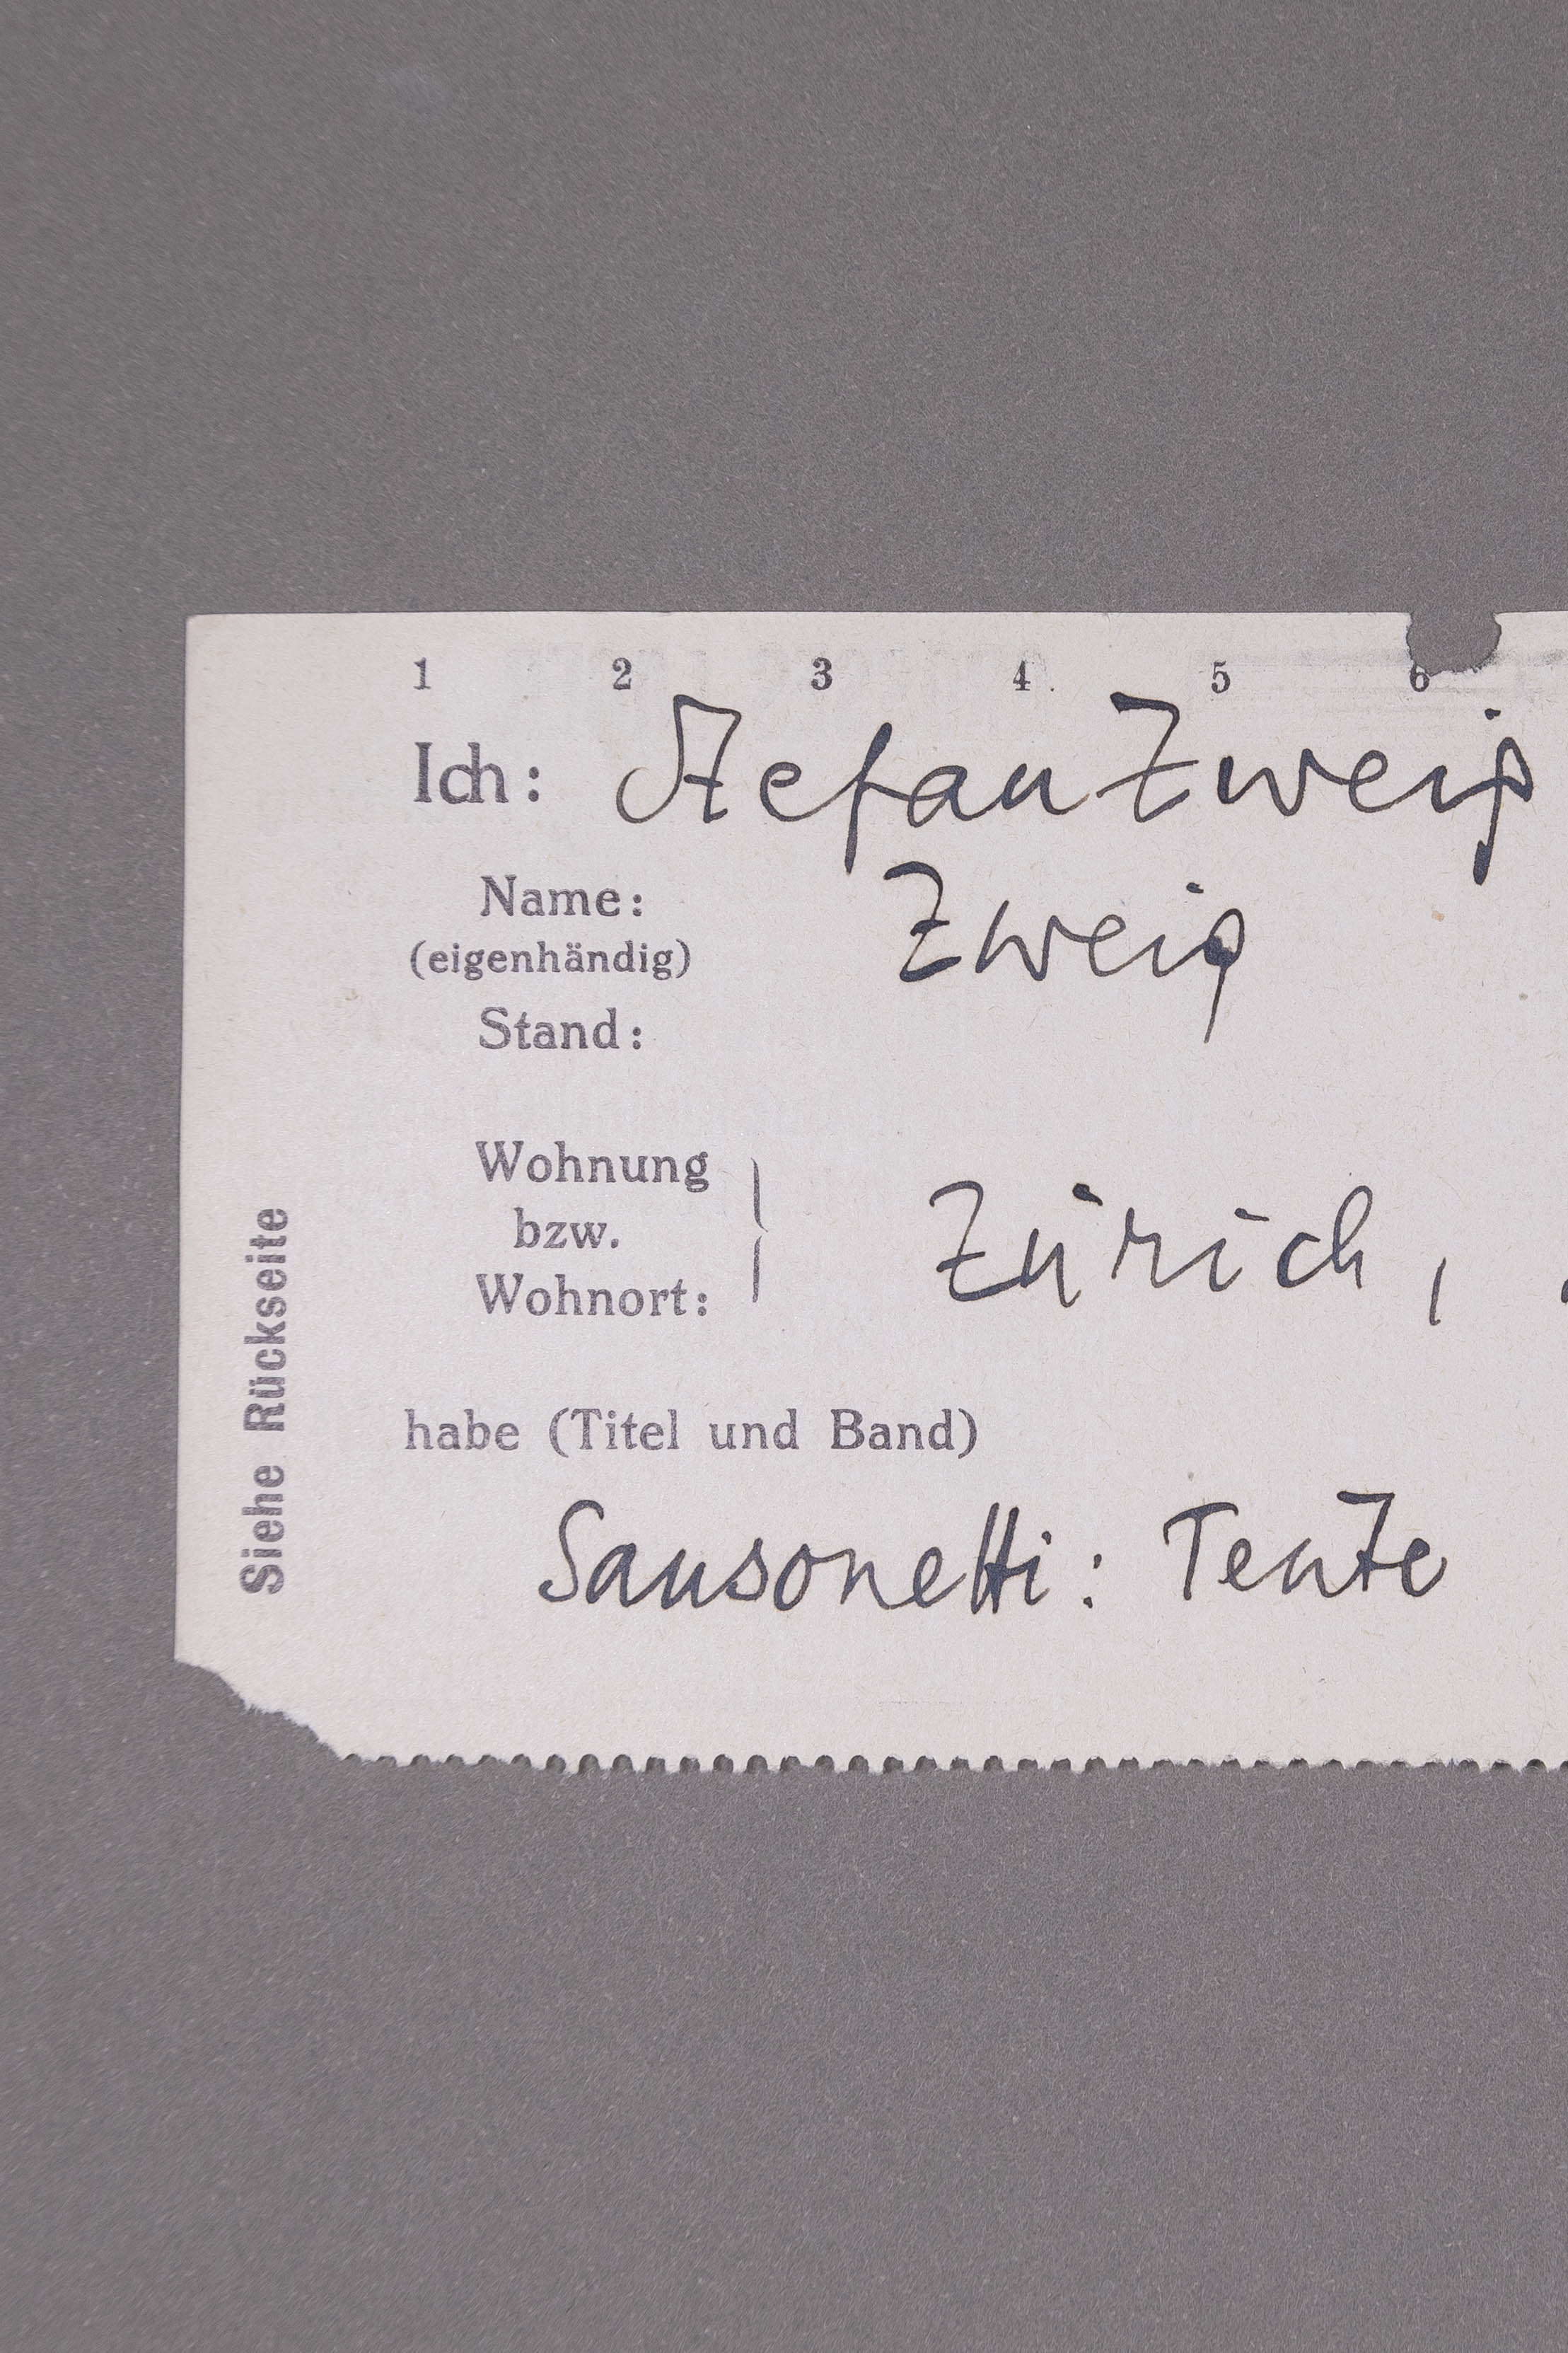 1 2 3 4 5 6
Ich: Stefan Zweig
Name: Zweig
(eigenhändig)
Stand:
Wohnung
bzw.
Wohnort: Zürich,
habe (Titel und Band)
Sansonetti: Tente
Siehe Rückseite